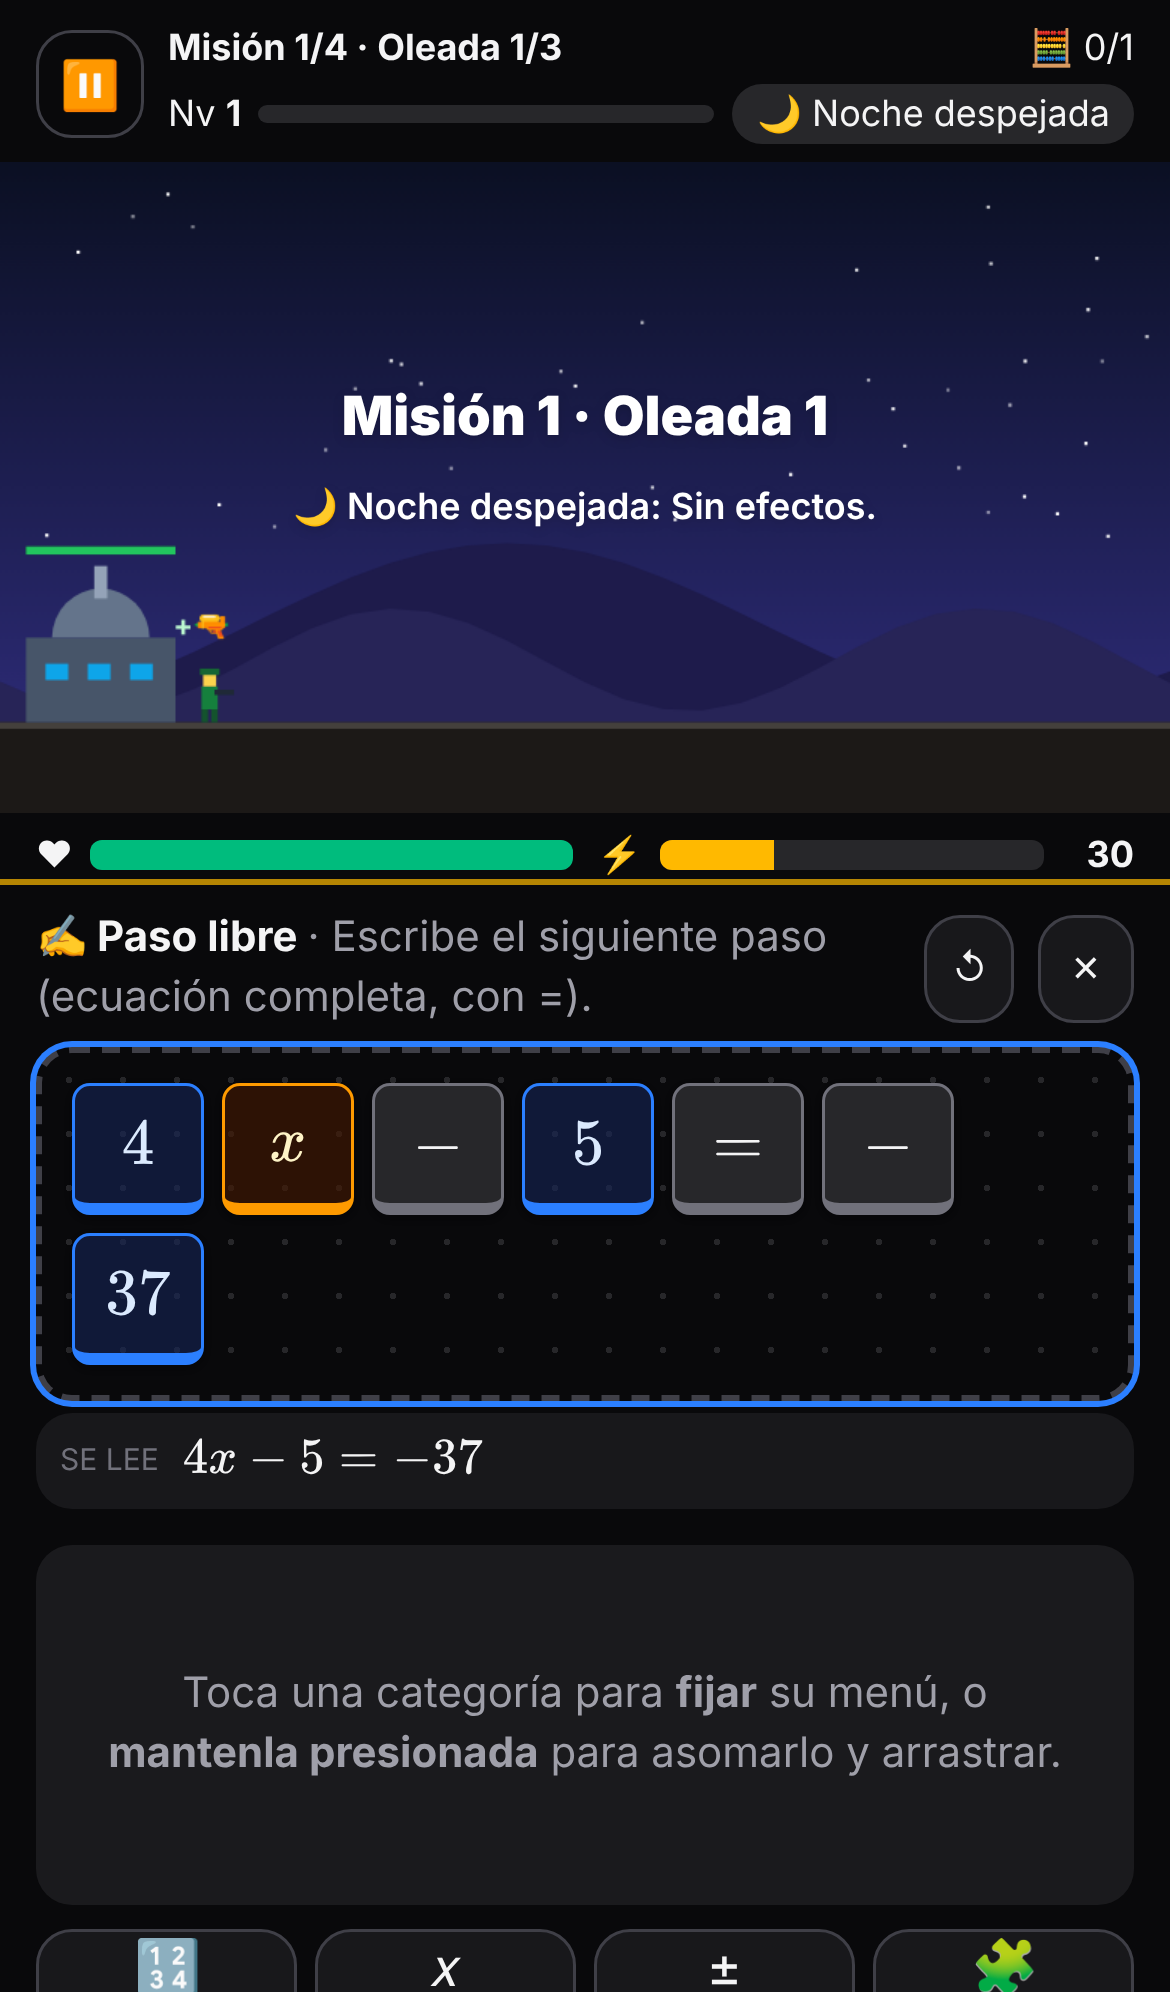 Misión 1/4 · Oleada 1/3
🧮 0/1
Nv 1
🌙 Noche despejada
Misión 1 · Oleada 1
🌙 Noche despejada: Sin efectos.
+🔫
♥ ⚡ 30
✍️ Paso libre · Escribe el siguiente paso
(ecuación completa, con =).
4 x − 5 = −
37
SE LEE 4x − 5 = −37
Toca una categoría para fijar su menú, o
mantenla presionada para asomarlo y arrastrar.
🔢 x ± 🧩